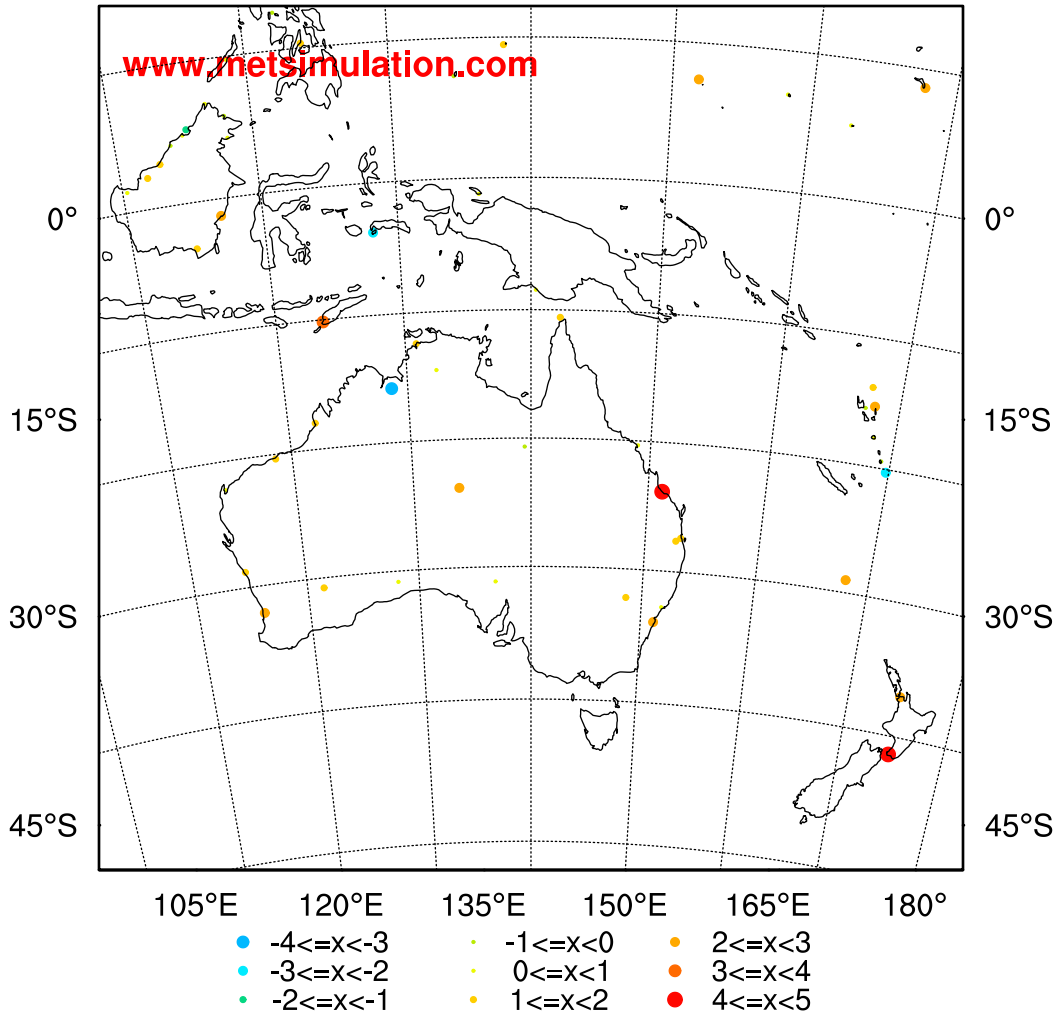 www.metsimulation.com
0° 0°
15°S 15°S
30°S 30°S
45°S 45°S
105°E 120°E 135°E 150°E 165°E 180°
-4<=x<-3 -1<=x<0 2<=x<3
-3<=x<-2 0<=x<1 3<=x<4
-2<=x<-1 1<=x<2 4<=x<5